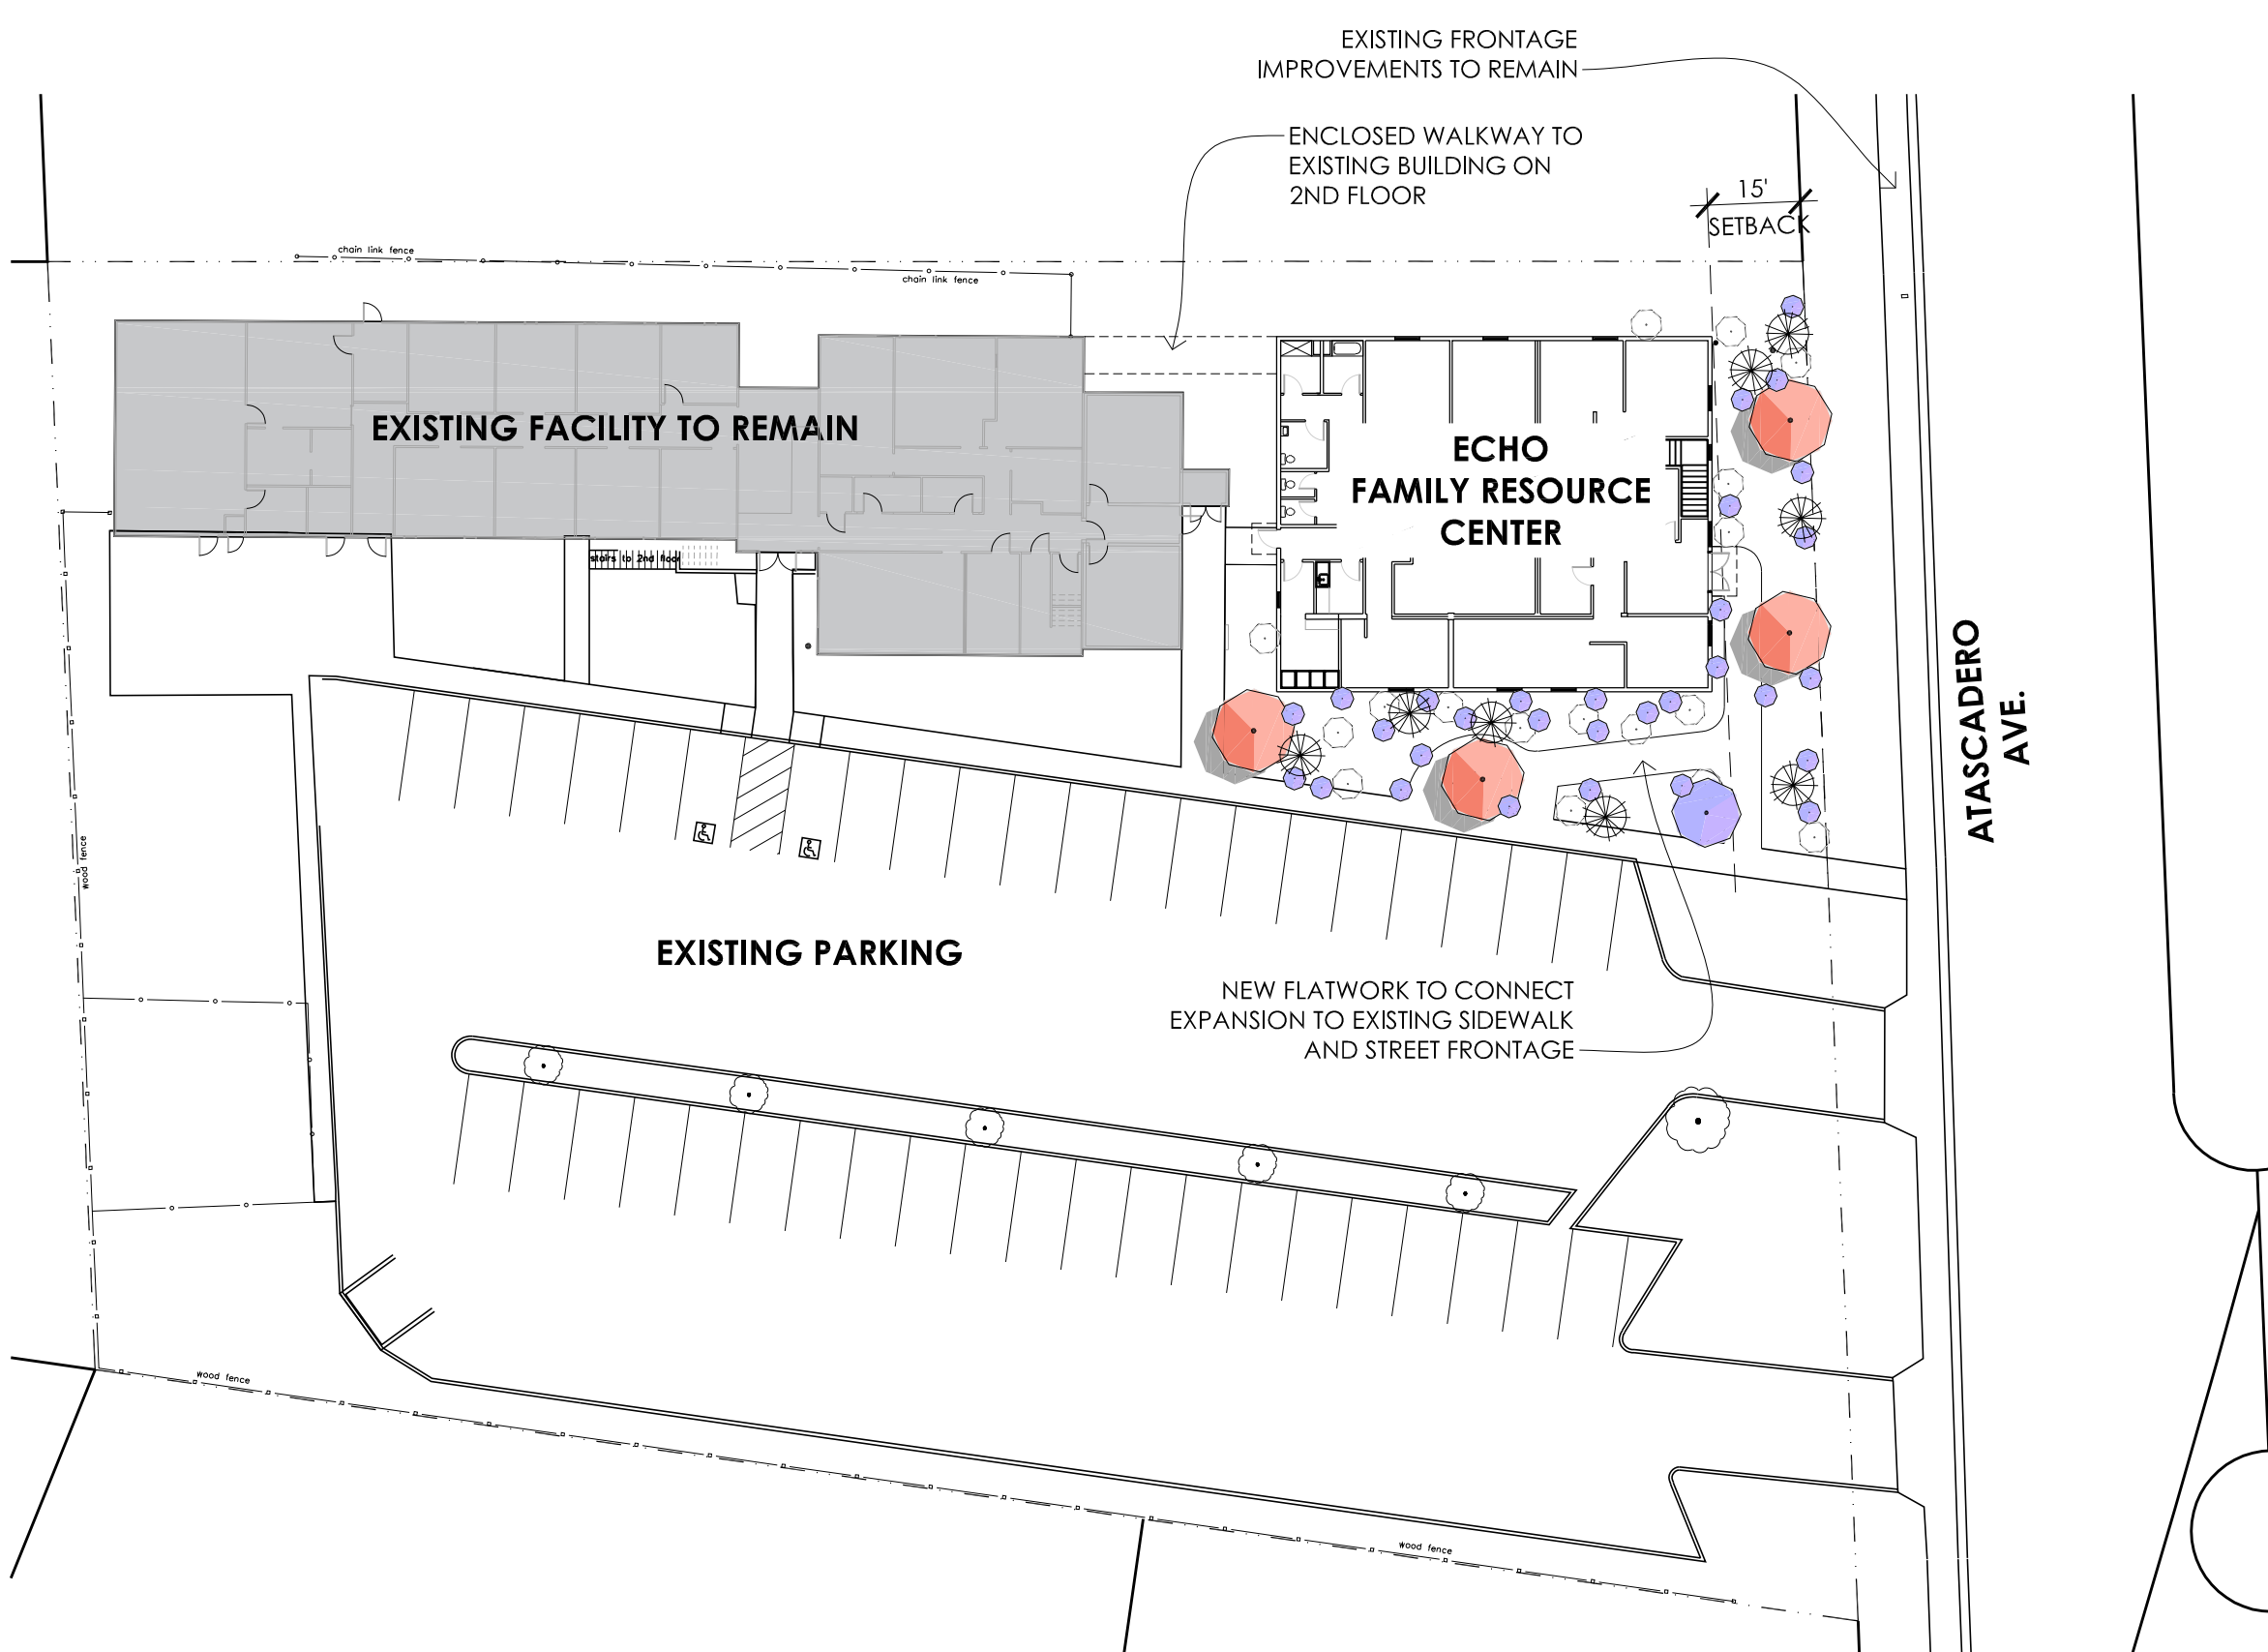 EXISTING FRONTAGE
IMPROVEMENTS TO REMAIN
ENCLOSED WALKWAY TO
EXISTING BUILDING ON
2ND FLOOR
15'
SETBACK
chain link fence
chain link fence
EXISTING FACILITY TO REMAIN
ECHO
FAMILY RESOURCE
CENTER
stairs to 2nd floor
ATASCADERO
AVE.
wood fence
EXISTING PARKING
NEW FLATWORK TO CONNECT
EXPANSION TO EXISTING SIDEWALK
AND STREET FRONTAGE
wood fence
wood fence